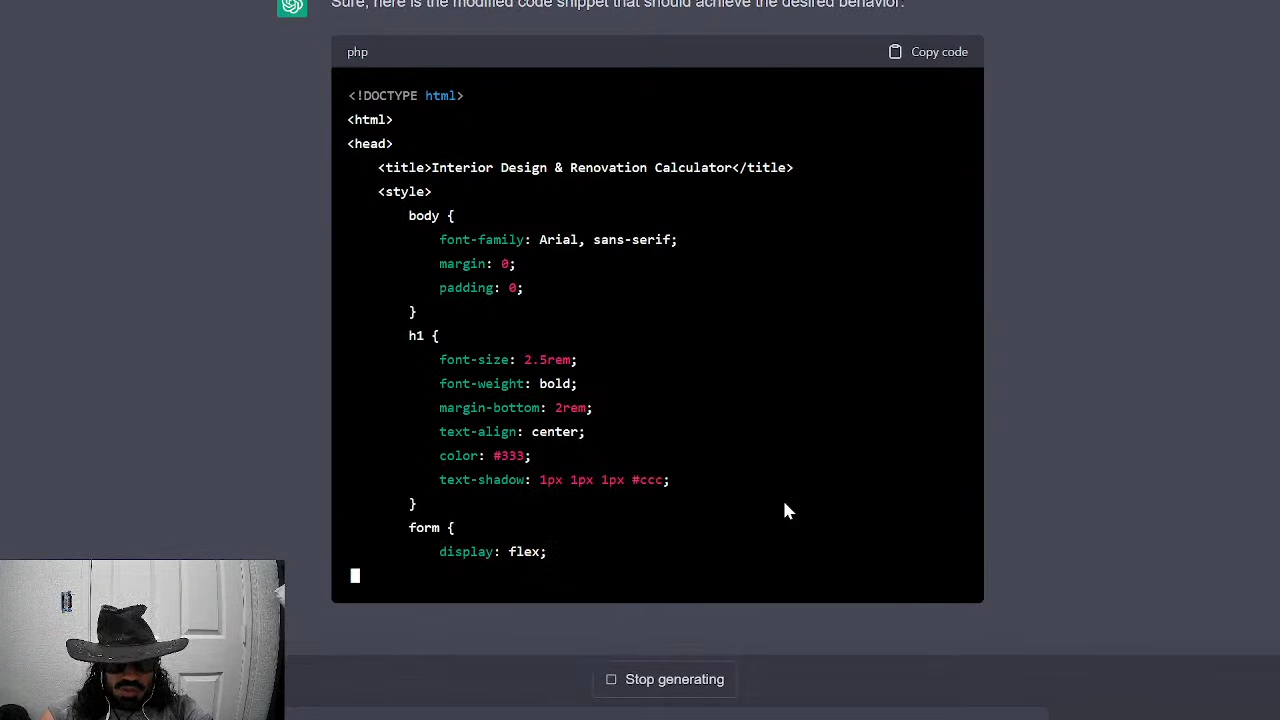 Sure, here is the modified code snippet that should achieve the desired behavior:
php
Copy code
<!DOCTYPE html>
<html>
<head>
    <title>Interior Design & Renovation Calculator</title>
    <style>
        body {
            font-family: Arial, sans-serif;
            margin: 0;
            padding: 0;
        }
        h1 {
            font-size: 2.5rem;
            font-weight: bold;
            margin-bottom: 2rem;
            text-align: center;
            color: #333;
            text-shadow: 1px 1px 1px #ccc;
        }
        form {
            display: flex;
Stop generating